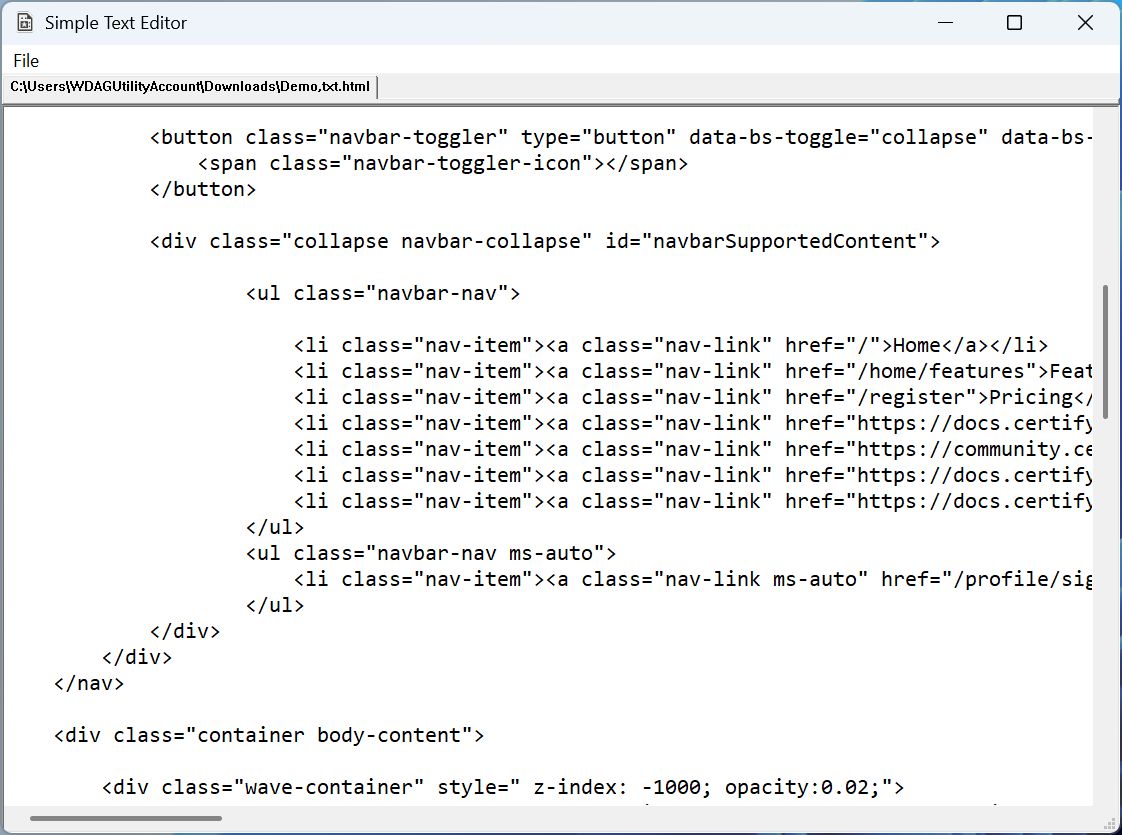 Simple Text Editor
File
C:\Users\WDAGUtilityAccount\Downloads\Demo,txt.html
<button class="navbar-toggler" type="button" data-bs-toggle="collapse" data-bs-
<span class="navbar-toggler-icon"></span>
</button>
<div class="collapse navbar-collapse" id="navbarSupportedContent">
<ul class="navbar-nav">
<li class="nav-item"><a class="nav-link" href="/">Home</a></li>
<li class="nav-item"><a class="nav-link" href="/home/features">Feat
<li class="nav-item"><a class="nav-link" href="/register">Pricing</
<li class="nav-item"><a class="nav-link" href="https://docs.certify
<li class="nav-item"><a class="nav-link" href="https://community.ce
<li class="nav-item"><a class="nav-link" href="https://docs.certify
<li class="nav-item"><a class="nav-link" href="https://docs.certify
</ul>
<ul class="navbar-nav ms-auto">
<li class="nav-item"><a class="nav-link ms-auto" href="/profile/sig
</ul>
</div>
</div>
</nav>
<div class="container body-content">
<div class="wave-container" style=" z-index: -1000; opacity:0.02;">